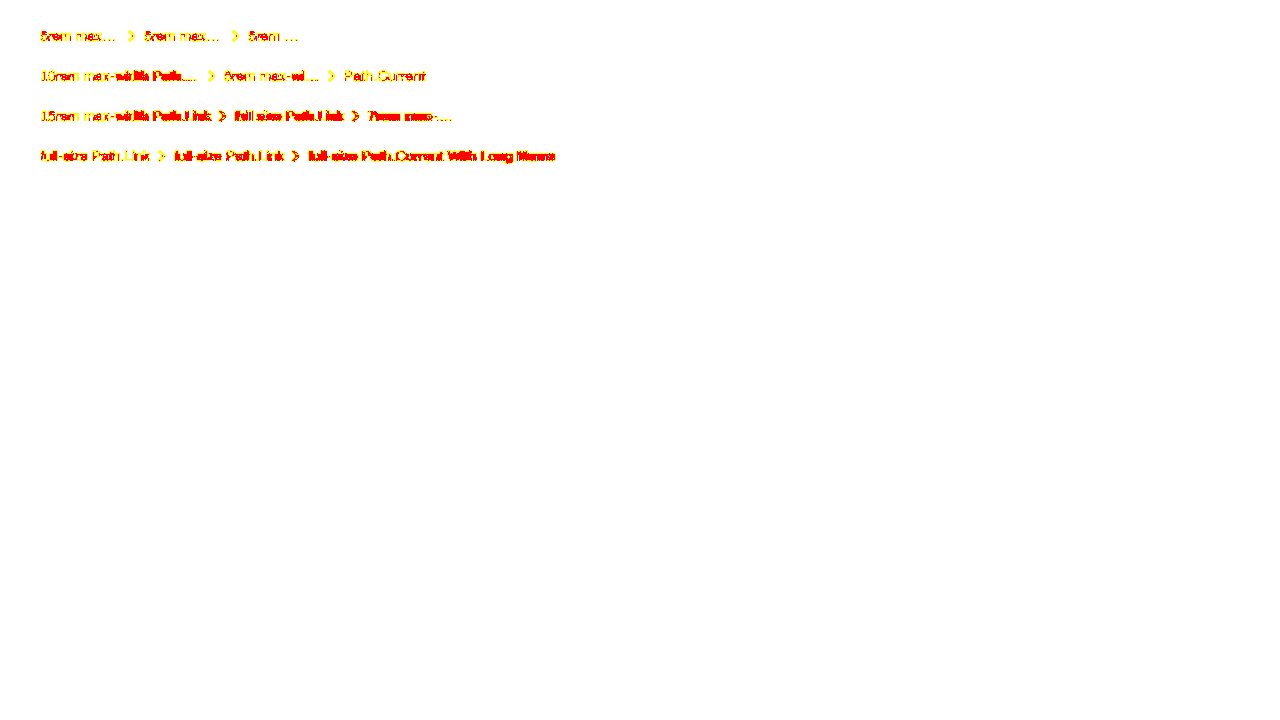 5rem max… > 5rem max… > 5rem …
10rem max-width Path.… > 6rem max-wi… > Path.Current
15rem max-width Path.Link > full size Path.Link > 7rem max-…
full-size Path.Link > full-size Path.Link > full-size Path.Current With Long Name